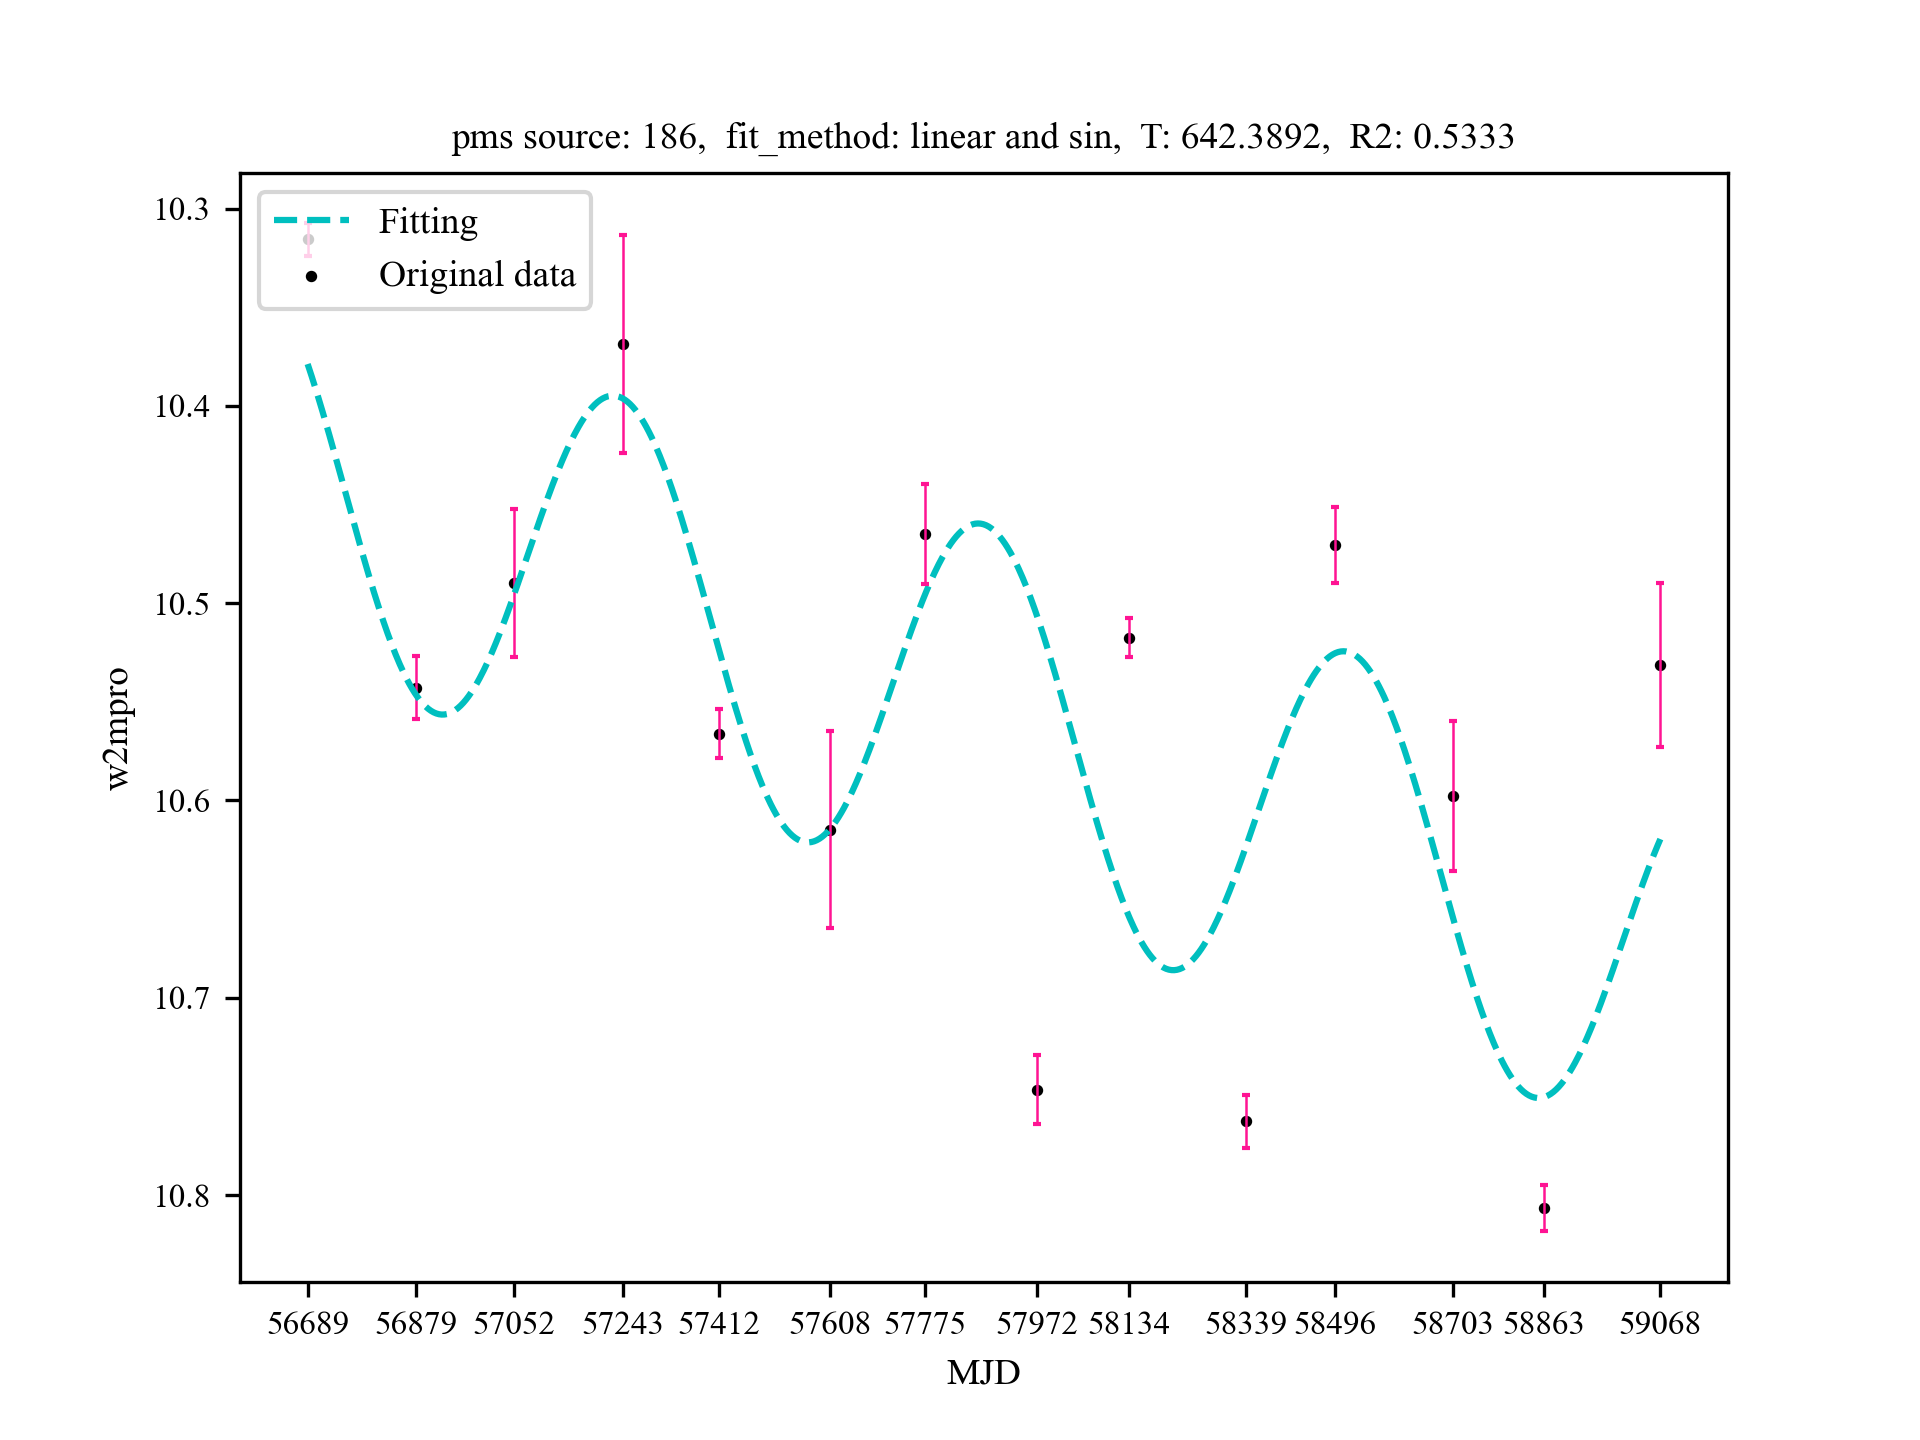 pms source: 186,  fit_method: linear and sin,  T: 642.3892,  R2: 0.5333
Fitting
Original data
10.3
10.4
10.5
10.6
10.7
10.8
w2mpro
56689 56879 57052 57243 57412 57608 57775 57972 58134 58339 58496 58703 58863 59068
MJD